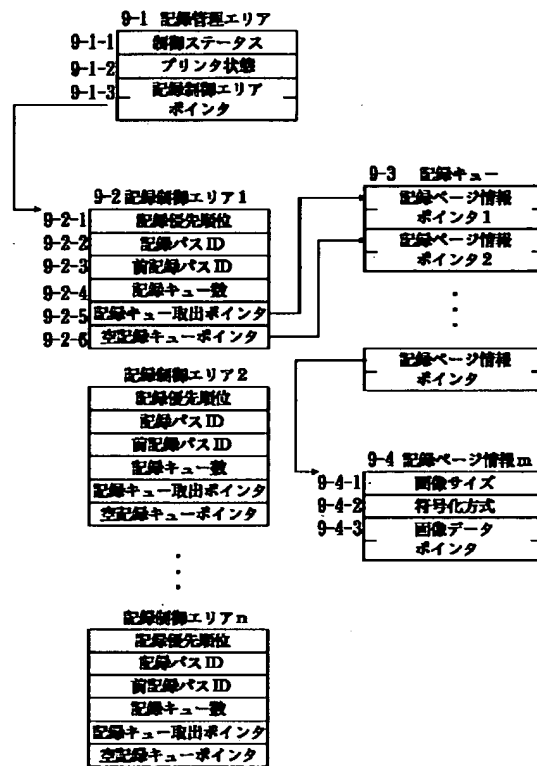 9-1 記録管理エリア
9-1-1 制御ステータス
9-1-2 プリンタ状態
9-1-3 記録制御エリア
ポインタ
9-2 記録制御エリア1
9-2-1 記録優先順位
9-2-2 記録パスID
9-2-3 前記録パスID
9-2-4 記録キュー数
9-2-5 記録キュー取出ポインタ
9-2-6 空記録キューポインタ
記録制御エリア2
記録優先順位
記録パスID
前記録パスID
記録キュー数
記録キュー取出ポインタ
空記録キューポインタ
記録制御エリアn
記録優先順位
記録パスID
前記録パスID
記録キュー数
記録キュー取出ポインタ
空記録キューポインタ
9-3 記録キュー
記録ページ情報
ポインタ1
記録ページ情報
ポインタ2
記録ページ情報
ポインタ
9-4 記録ページ情報m
9-4-1 画像サイズ
9-4-2 符号化方式
9-4-3 画像データ
ポインタ